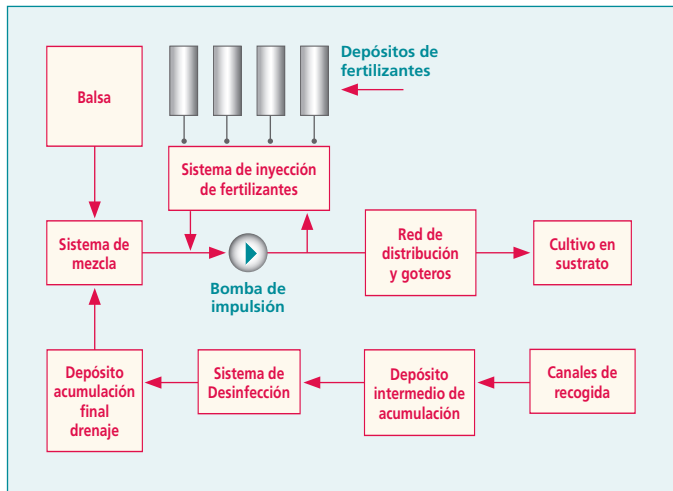 Depósitos de
fertilizantes
Balsa
Sistema de inyección
de fertilizantes
Sistema de
mezcla
Bomba de
impulsión
Red de
distribución
y goteros
Cultivo en
sustrato
Depósito
acumulación
final
drenaje
Sistema de
Desinfección
Depósito
intermedio de
acumulación
Canales de
recogida